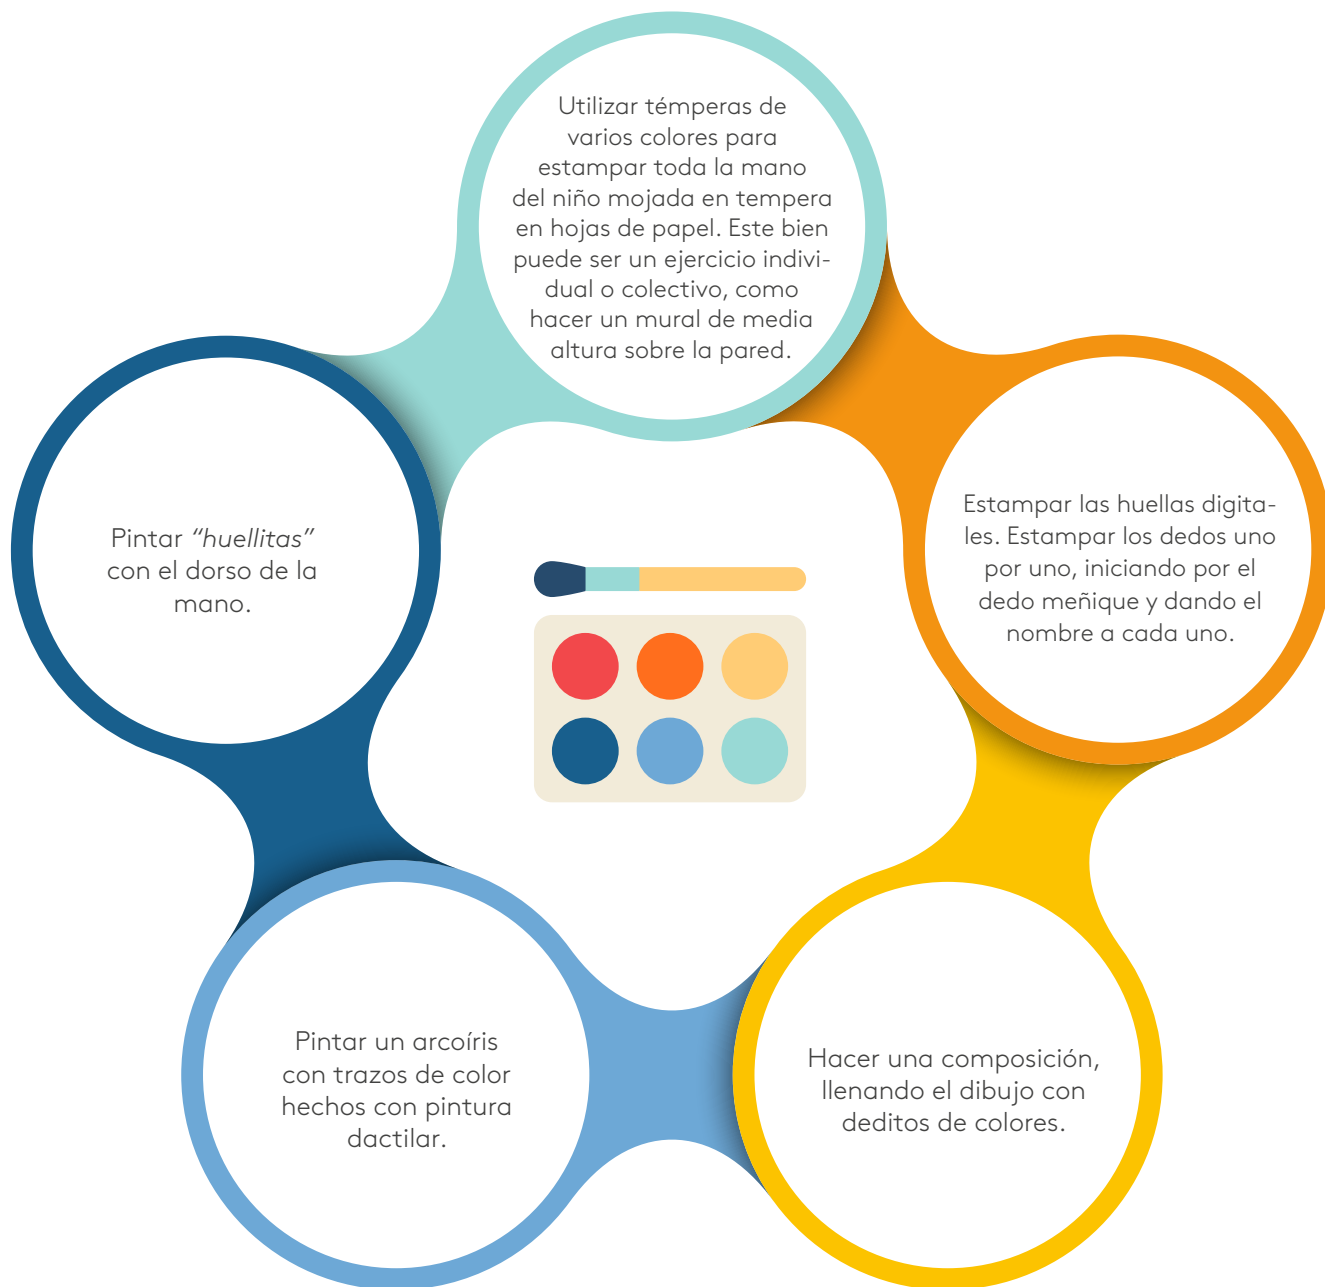 Utilizar témperas de
varios colores para
estampar toda la mano
del niño mojada en tempera
en hojas de papel. Este bien
puede ser un ejercicio indivi-
dual o colectivo, como
hacer un mural de media
altura sobre la pared.
Estampar las huellas digita-
les. Estampar los dedos uno
por uno, iniciando por el
dedo meñique y dando el
nombre a cada uno.
Hacer una composición,
llenando el dibujo con
deditos de colores.
Pintar un arcoíris
con trazos de color
hechos con pintura
dactilar.
Pintar “huellitas”
con el dorso de la
mano.